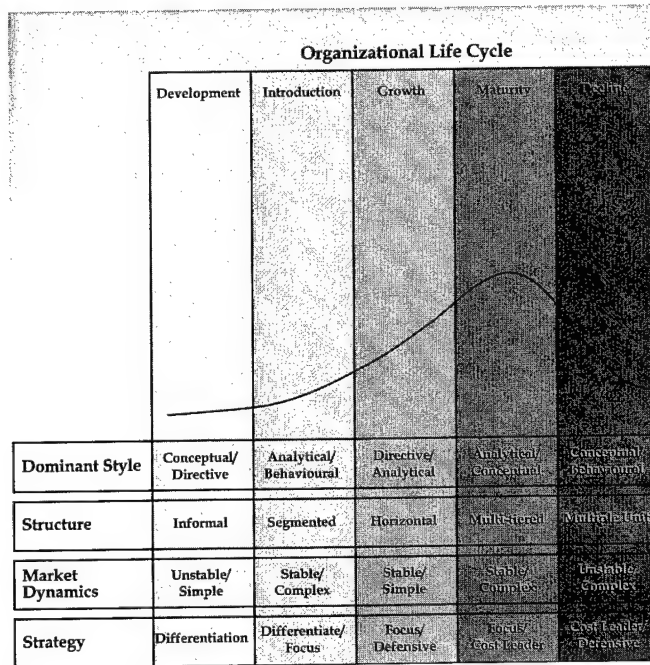 Organizational Life Cycle
Development Introduction Growth Maturity Decline
Dominant Style
Conceptual/
Directive
Analytical/
Behavioural
Directive/
Analytical
Analytical/
Conceptual
Conceptual/
Behavioural
Structure
Informal
Segmented
Horizontal
Multi-tiered
Multiple Unit
Market
Dynamics
Unstable/
Simple
Stable/
Complex
Stable/
Simple
Stable/
Complex
Unstable/
Complex
Strategy
Differentiation
Differentiate/
Focus
Focus/
Defensive
Focus/
Cost Leader
Cost Leader/
Defensive